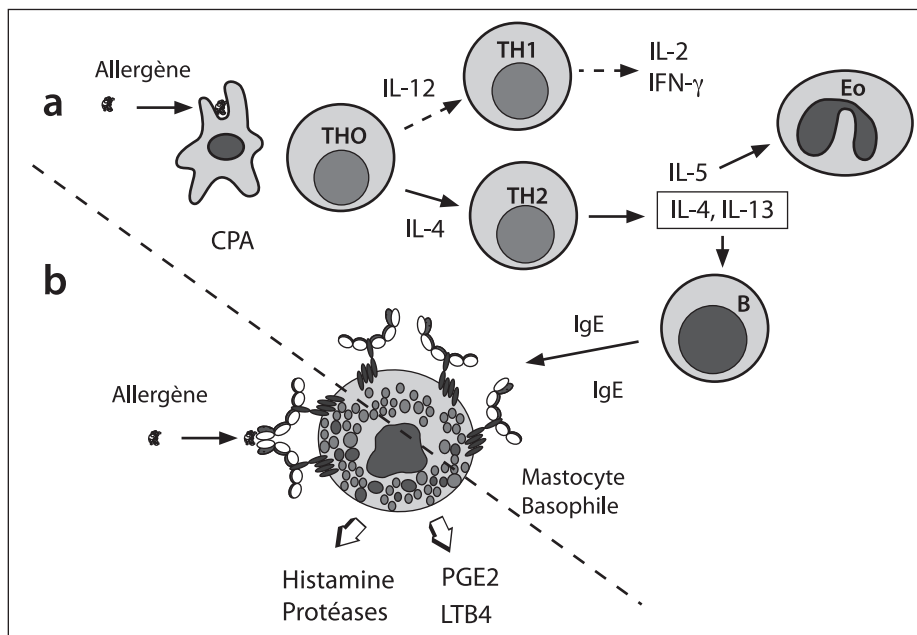 a
Allergène
CPA
THO
IL-12
IL-4
TH1
TH2
IL-2
IFN-γ
IL-5
IL-4, IL-13
Eo
B
IgE
IgE
b
Allergène
Mastocyte
Basophile
Histamine
Protéases
PGE2
LTB4